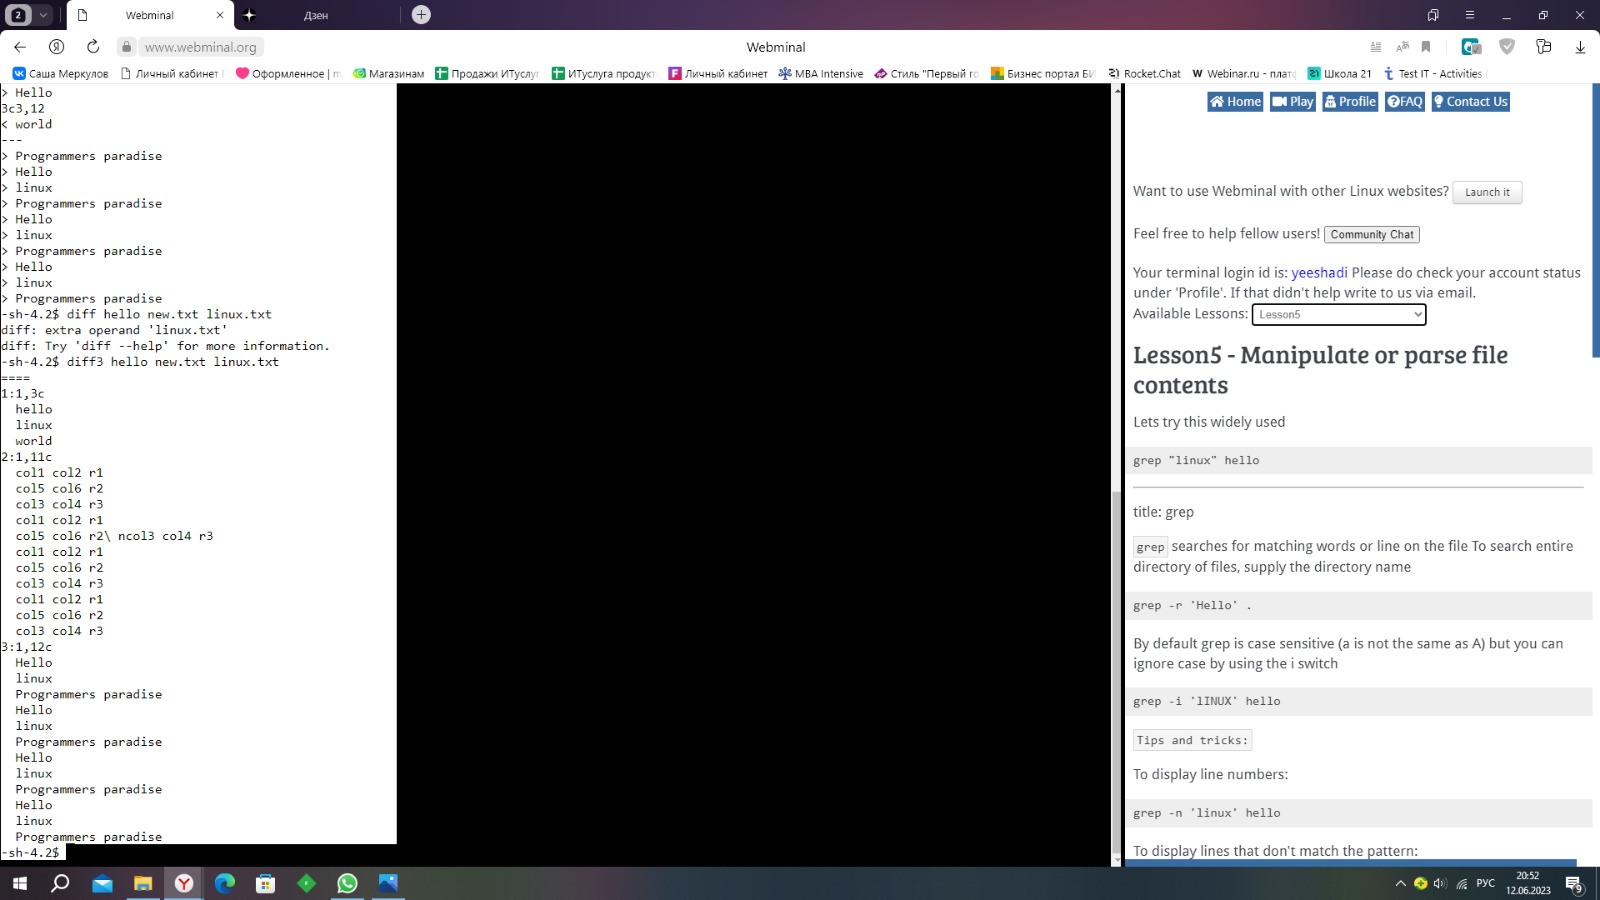 2
Webminal
Дзен
www.webminal.org
Webminal
Саша Меркулов
Личный кабинет
Оформленное | m
Магазинам
Продажи ИТуслуг
ИТуслуга продукт
Личный кабинет
MBA Intensive
Стиль "Первый го
Бизнес портал БИ
Rocket.Chat
Webinar.ru - плат
Школа 21
Test IT - Activities
> Hello
3c3,12
< world
---
> Programmers paradise
> Hello
> linux
> Programmers paradise
> Hello
> linux
> Programmers paradise
> Hello
> linux
> Programmers paradise
-sh-4.2$ diff hello new.txt linux.txt
diff: extra operand 'linux.txt'
diff: Try 'diff --help' for more information.
-sh-4.2$ diff3 hello new.txt linux.txt
====
1:1,3c
hello
linux
world
2:1,11c
col1 col2 r1
col5 col6 r2
col3 col4 r3
col1 col2 r1
col5 col6 r2\ ncol3 col4 r3
col1 col2 r1
col5 col6 r2
col3 col4 r3
col1 col2 r1
col5 col6 r2
col3 col4 r3
3:1,12c
Hello
linux
Programmers paradise
Hello
linux
Programmers paradise
Hello
linux
Programmers paradise
Hello
linux
Programmers paradise
-sh-4.2$
Home
Play
Profile
FAQ
Contact Us
Want to use Webminal with other Linux websites? Launch it
Feel free to help fellow users! Community Chat
Your terminal login id is: yeeshadi Please do check your account status
under 'Profile'. If that didn't help write to us via email.
Available Lessons: Lesson5
Lesson5 - Manipulate or parse file
contents
Lets try this widely used
grep "linux" hello
title: grep
grep searches for matching words or line on the file To search entire
directory of files, supply the directory name
grep -r 'Hello' .
By default grep is case sensitive (a is not the same as A) but you can
ignore case by using the i switch
grep -i 'lINUX' hello
Tips and tricks:
To display line numbers:
grep -n 'linux' hello
To display lines that don't match the pattern:
РУС
20:52
12.06.2023
9